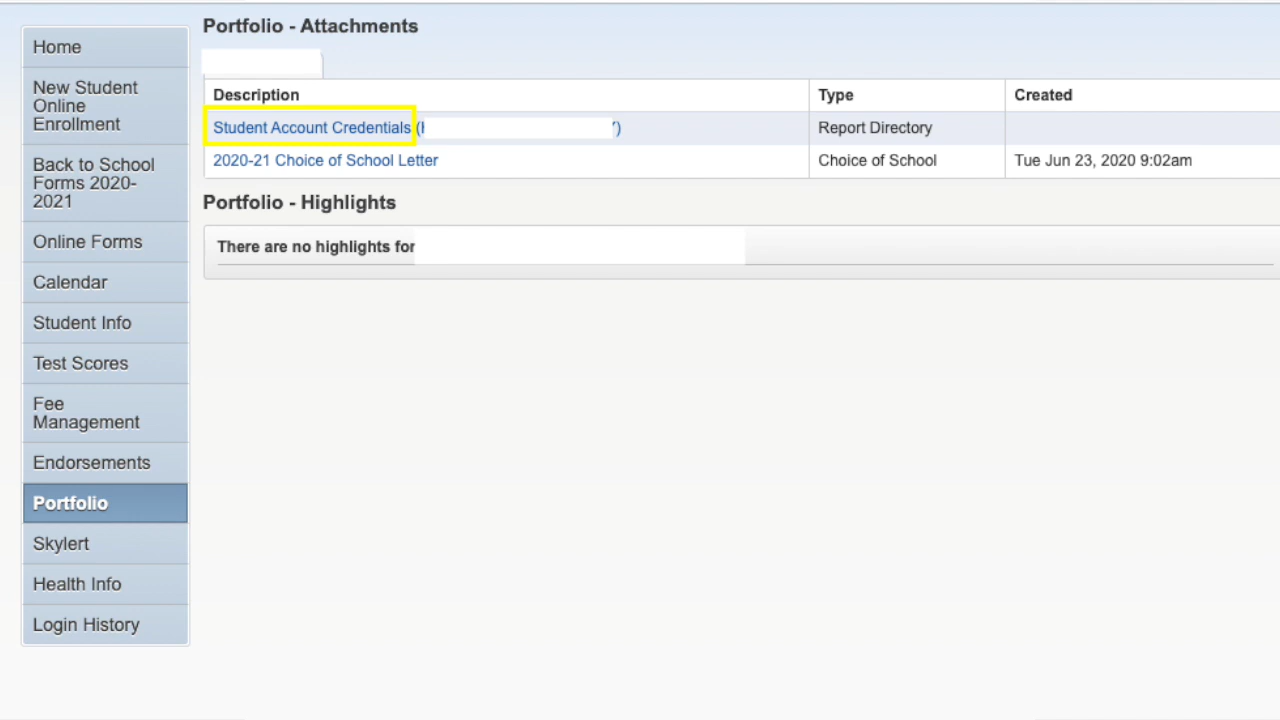 Home
New Student
Online
Enrollment
Back to School
Forms 2020-
2021
Online Forms
Calendar
Student Info
Test Scores
Fee
Management
Endorsements
Portfolio
Skylert
Health Info
Login History
Portfolio - Attachments
Description Type Created
Student Account Credentials ( ) Report Directory
2020-21 Choice of School Letter Choice of School Tue Jun 23, 2020 9:02am
Portfolio - Highlights
There are no highlights for